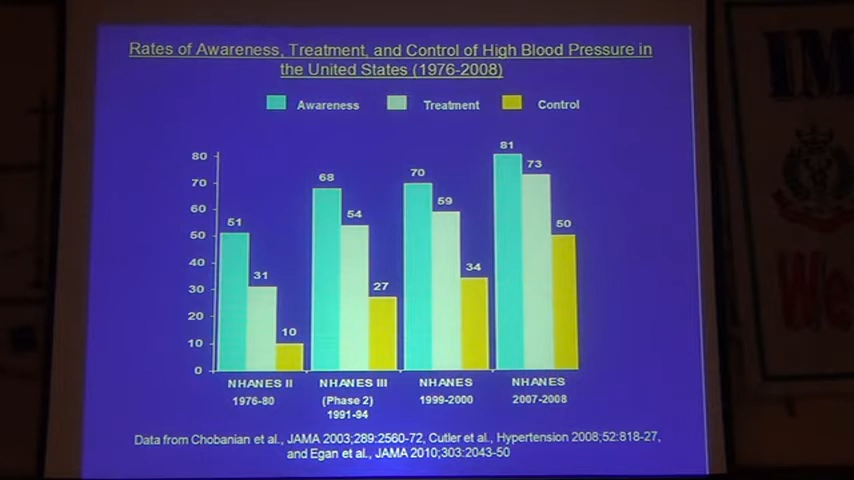 Rates of Awareness, Treatment, and Control of High Blood Pressure in
the United States (1976-2008)
Awareness Treatment Control
80
70
60
50
40
30
20
10
0
51
31
10
68
54
27
70
59
34
81
73
50
NHANES II
1976-80
NHANES III
(Phase 2)
1991-94
NHANES
1999-2000
NHANES
2007-2008
Data from Chobanian et al., JAMA 2003;289:2560-72, Cutler et al., Hypertension 2008;52:818-27,
and Egan et al., JAMA 2010;303:2043-50
IM
We